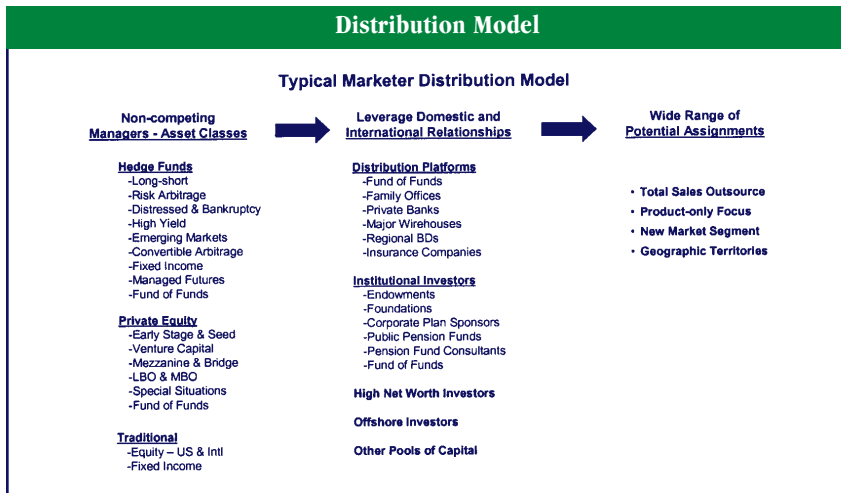 Distribution Model
Typical Marketer Distribution Model
Non-competing
Managers - Asset Classes
Hedge Funds
-Long-short
-Risk Arbitrage
-Distressed & Bankruptcy
-High Yield
-Emerging Markets
-Convertible Arbitrage
-Fixed Income
-Managed Futures
-Fund of Funds
Private Equity
-Early Stage & Seed
-Venture Capital
-Mezzanine & Bridge
-LBO & MBO
-Special Situations
-Fund of Funds
Traditional
-Equity – US & Intl
-Fixed Income
Leverage Domestic and
International Relationships
Distribution Platforms
-Fund of Funds
-Family Offices
-Private Banks
-Major Wirehouses
-Regional BDs
-Insurance Companies
Institutional Investors
-Endowments
-Foundations
-Corporate Plan Sponsors
-Public Pension Funds
-Pension Fund Consultants
-Fund of Funds
High Net Worth Investors
Offshore Investors
Other Pools of Capital
Wide Range of
Potential Assignments
• Total Sales Outsource
• Product-only Focus
• New Market Segment
• Geographic Territories